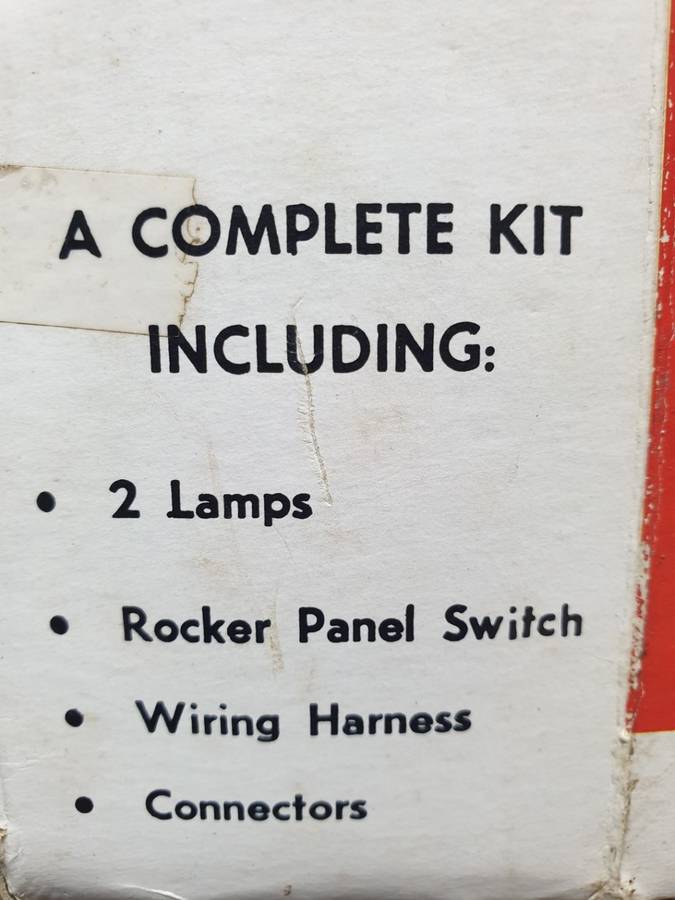 A COMPLETE KIT
INCLUDING:
• 2 Lamps
• Rocker Panel Switch
• Wiring Harness
• Connectors